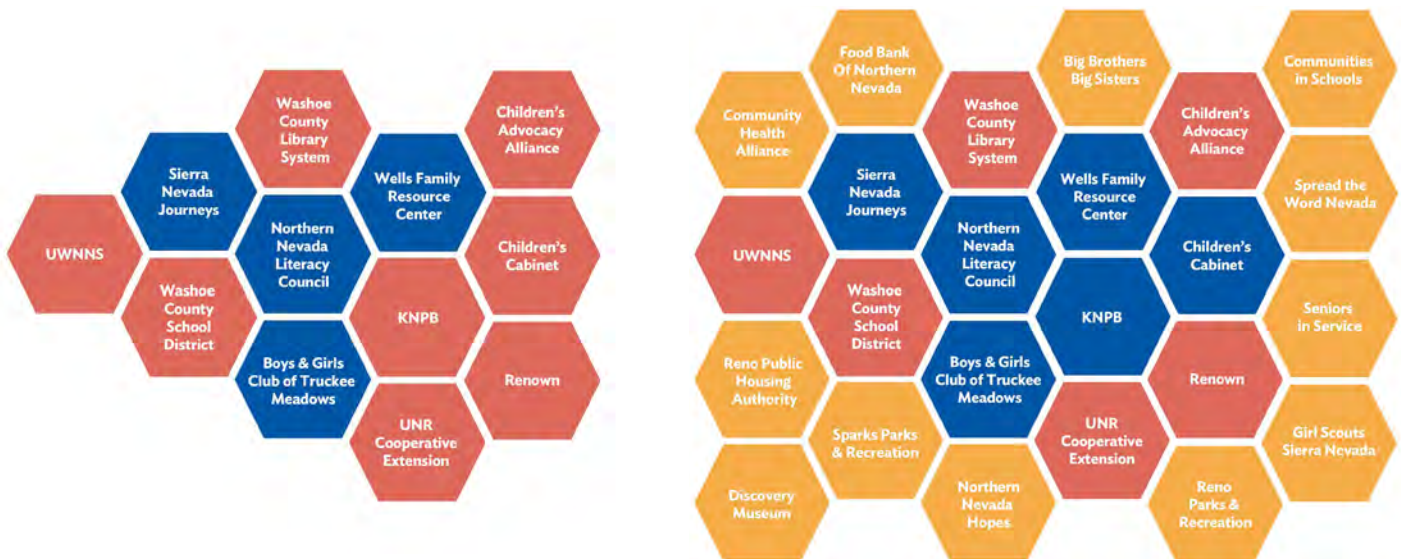 Washoe
County
Library
System
Children's
Advocacy
Alliance
Sierra
Nevada
Journeys
Wells Family
Resource
Center
UWNNS
Northern
Nevada
Literacy
Council
Children's
Cabinet
Washoe
County
School
District
KNPB
Boys & Girls
Club of Truckee
Meadows
Renown
UNR
Cooperative
Extension
Food Bank
Of Northern
Nevada
Big Brothers
Big Sisters
Communities
in Schools
Community
Health
Alliance
Washoe
County
Library
System
Children's
Advocacy
Alliance
Sierra
Nevada
Journeys
Wells Family
Resource
Center
Spread the
Word Nevada
UWNNS
Northern
Nevada
Literacy
Council
Children's
Cabinet
Washoe
County
School
District
KNPB
Seniors
in Service
Reno Public
Housing
Authority
Boys & Girls
Club of Truckee
Meadows
Renown
Sparks Parks
& Recreation
UNR
Cooperative
Extension
Girl Scouts
Sierra Nevada
Discovery
Museum
Northern
Nevada
Hopes
Reno
Parks &
Recreation